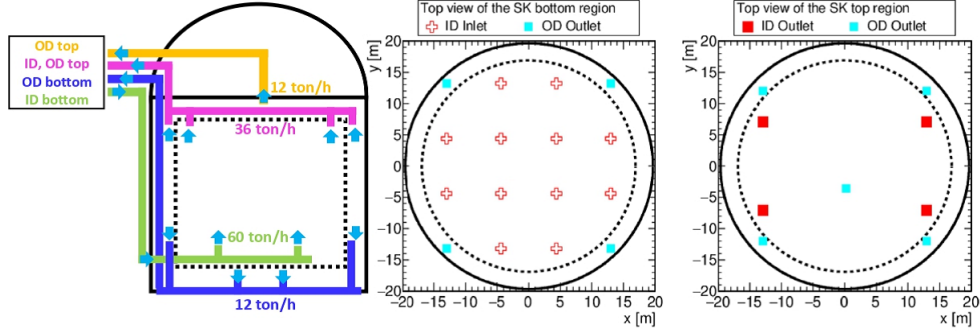 OD top
ID, OD top
OD bottom
ID bottom
12 ton/h
36 ton/h
60 ton/h
12 ton/h
Top view of the SK bottom region
ID Inlet OD Outlet
y [m]
20
15
10
5
0
−5
−10
−15
−20
−20 −15 −10 −5 0 5 10 15 20
x [m]
Top view of the SK top region
ID Outlet OD Outlet
y [m]
20
15
10
5
0
−5
−10
−15
−20
−20 −15 −10 −5 0 5 10 15 20
x [m]